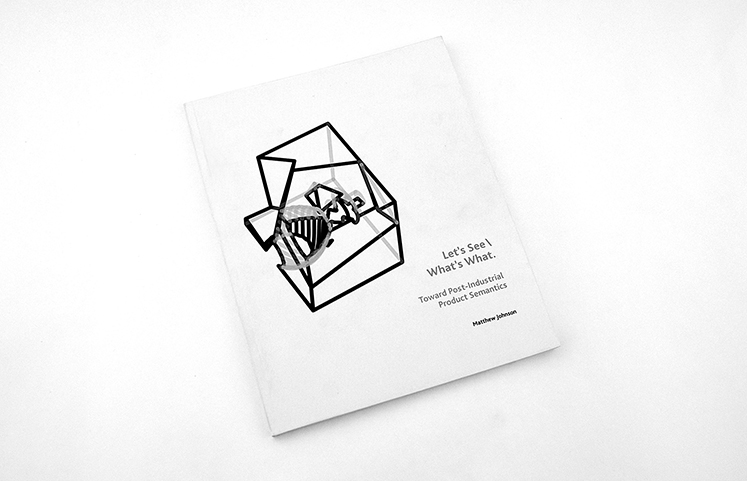 Let's See \
What's What.
Toward Post-Industrial
Product Semantics
Matthew Johnson